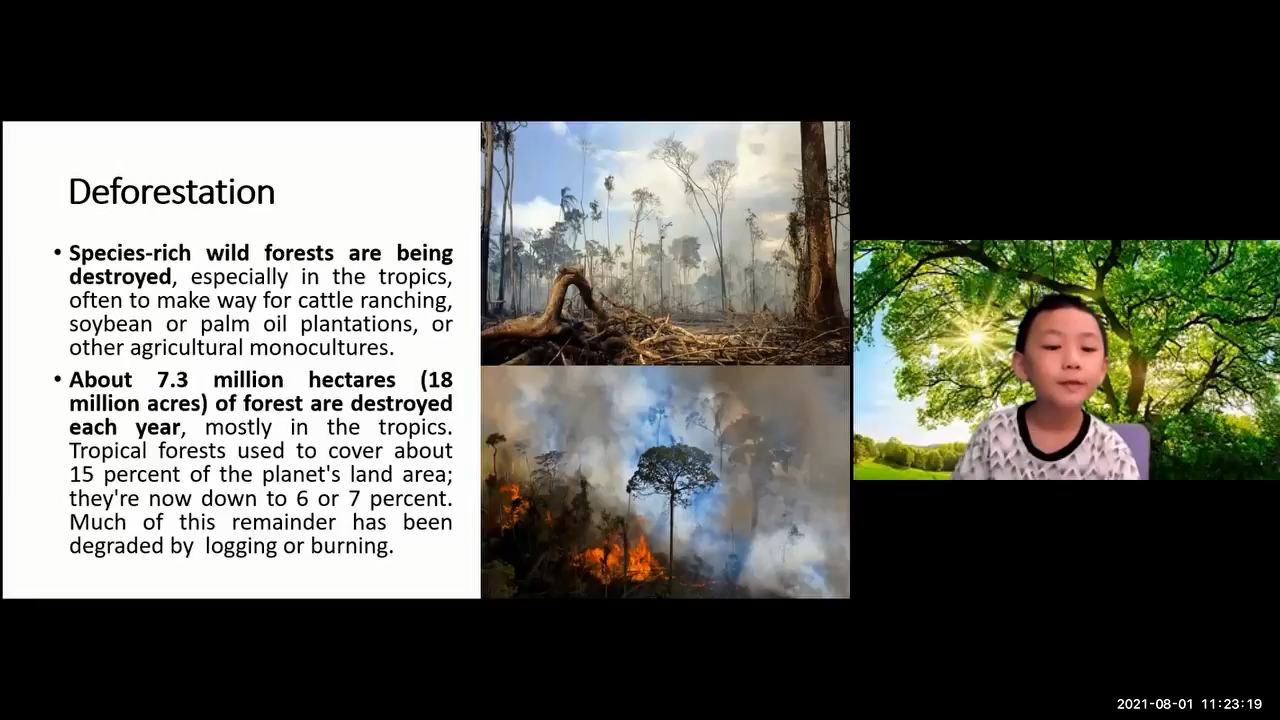 Deforestation
• Species-rich wild forests are being
destroyed, especially in the tropics,
often to make way for cattle ranching,
soybean or palm oil plantations, or
other agricultural monocultures.
• About 7.3 million hectares (18
million acres) of forest are destroyed
each year, mostly in the tropics.
Tropical forests used to cover about
15 percent of the planet's land area;
they're now down to 6 or 7 percent.
Much of this remainder has been
degraded by logging or burning.
2021-08-01 11:23:19